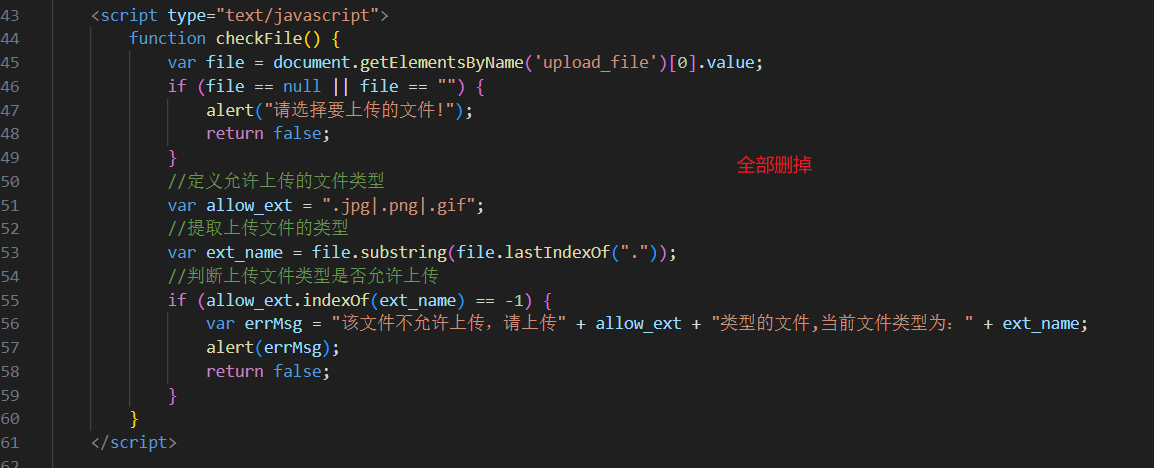 43 <script type="text/javascript">
44 function checkFile() {
45 var file = document.getElementsByName('upload_file')[0].value;
46 if (file == null || file == "") {
47 alert("请选择要上传的文件!");
48 return false;
49 }
全部删掉
50 //定义允许上传的文件类型
51 var allow_ext = ".jpg|.png|.gif";
52 //提取上传文件的类型
53 var ext_name = file.substring(file.lastIndexOf("."));
54 //判断上传文件类型是否允许上传
55 if (allow_ext.indexOf(ext_name) == -1) {
56 var errMsg = "该文件不允许上传，请上传" + allow_ext + "类型的文件,当前文件类型为：" + ext_name;
57 alert(errMsg);
58 return false;
59 }
60 }
61 </script>
62